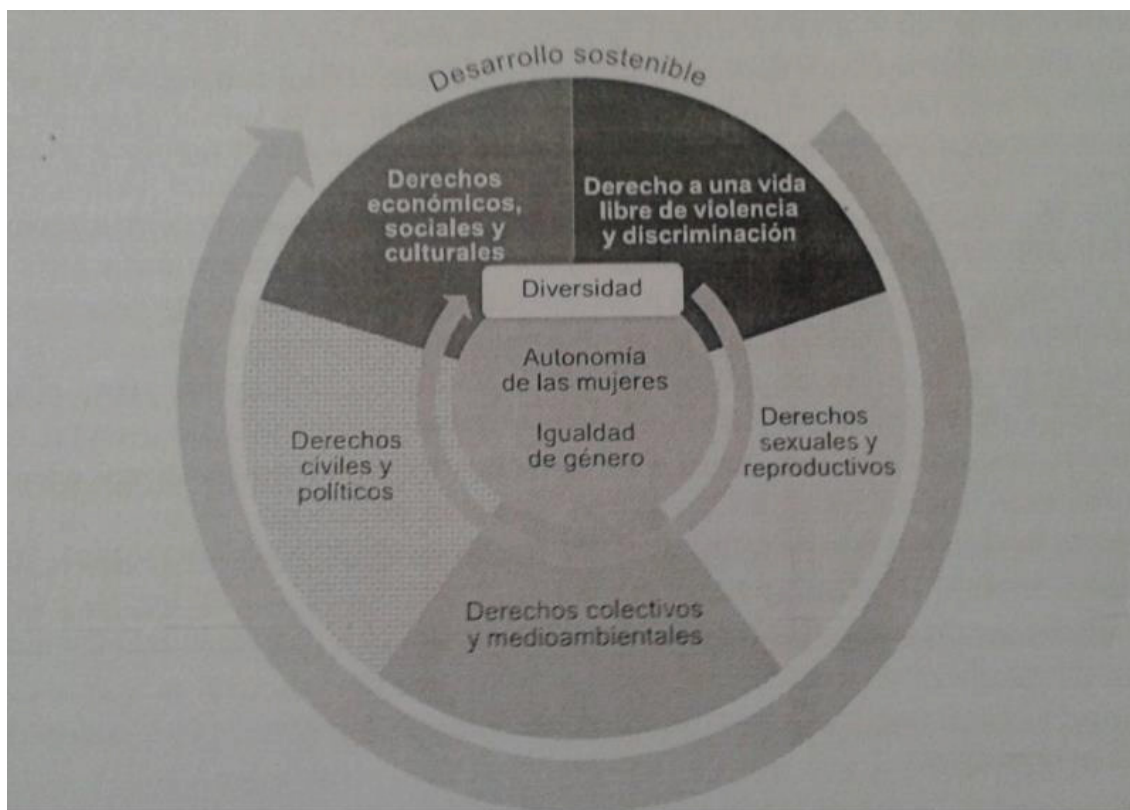 Desarrollo sostenible
Derechos
económicos,
sociales y
culturales
Derecho a una vida
libre de violencia
y discriminación
Diversidad
Autonomía
de las mujeres
Igualdad
de género
Derechos
civiles y
políticos
Derechos
sexuales y
reproductivos
Derechos colectivos
y medioambientales